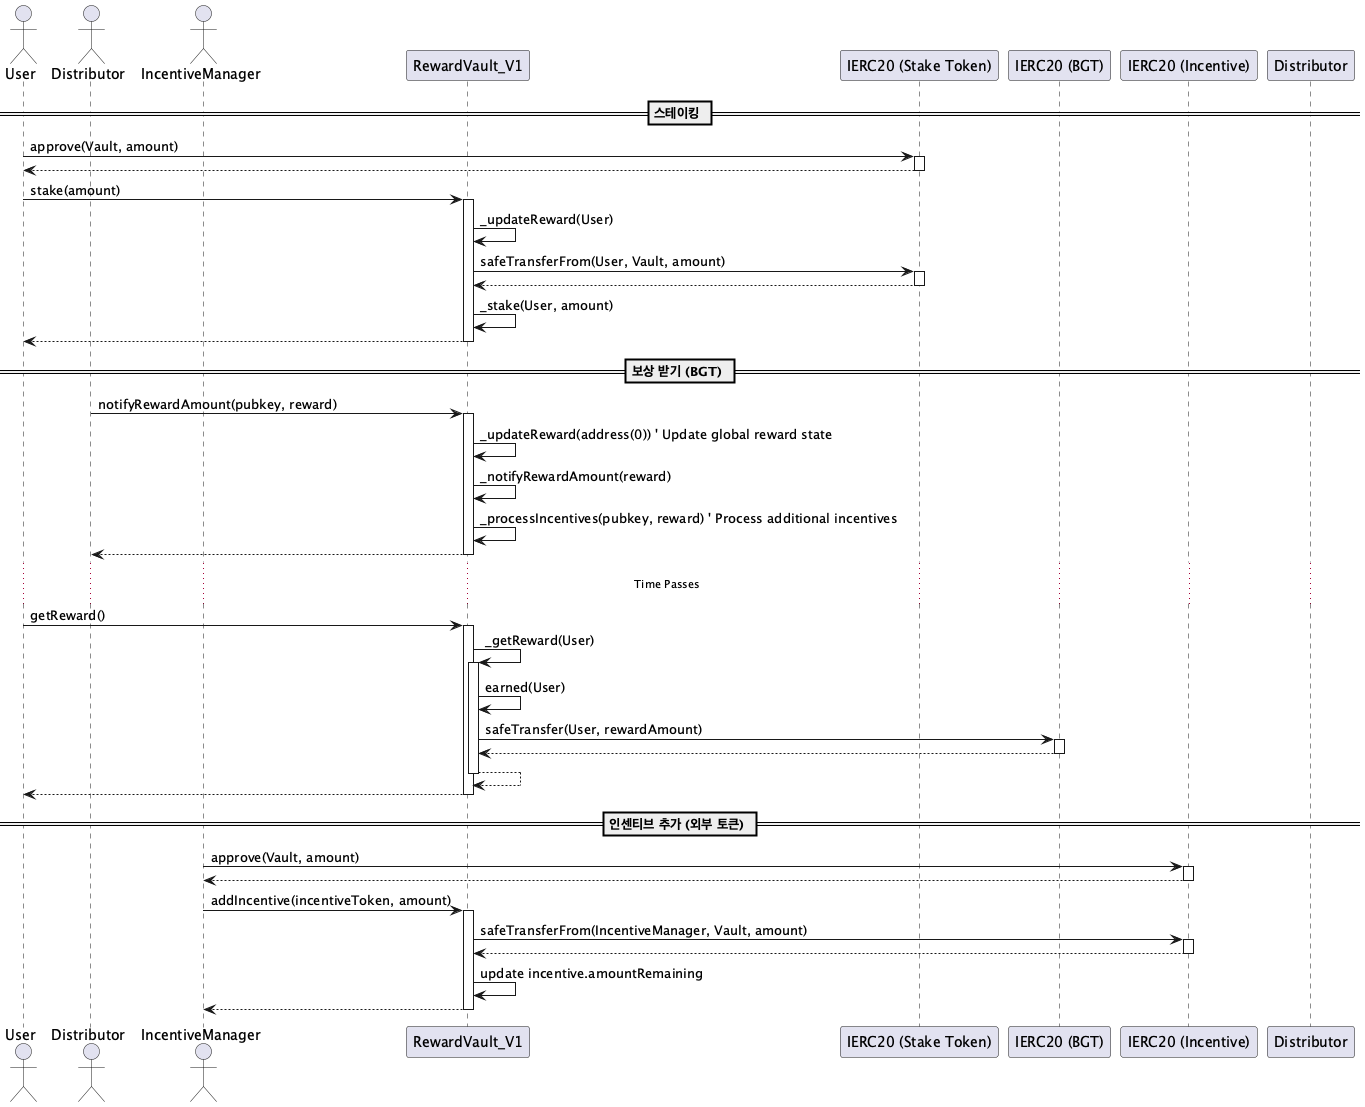 User Distributor IncentiveManager RewardVault_V1 IERC20 (Stake Token) IERC20 (BGT) IERC20 (Incentive) Distributor
스테이킹
approve(Vault, amount)
stake(amount)
_updateReward(User)
safeTransferFrom(User, Vault, amount)
_stake(User, amount)
보상 받기 (BGT)
notifyRewardAmount(pubkey, reward)
_updateReward(address(0)) ' Update global reward state
_notifyRewardAmount(reward)
_processIncentives(pubkey, reward) ' Process additional incentives
Time Passes
getReward()
_getReward(User)
earned(User)
safeTransfer(User, rewardAmount)
인센티브 추가 (외부 토큰)
approve(Vault, amount)
addIncentive(incentiveToken, amount)
safeTransferFrom(IncentiveManager, Vault, amount)
update incentive.amountRemaining
User Distributor IncentiveManager RewardVault_V1 IERC20 (Stake Token) IERC20 (BGT) IERC20 (Incentive) Distributor